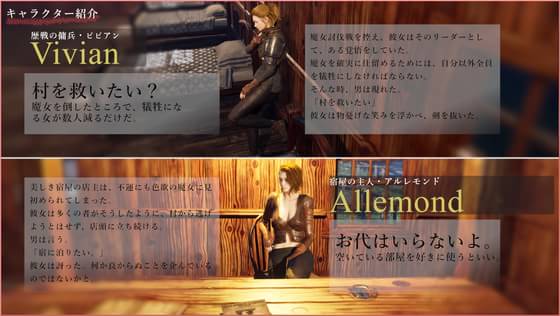 キャラクター紹介
歴戦の傭兵・ビビアン
Vivian
村を救いたい?
魔女を倒したところで、犠牲にな
る女が数人減るだけだ。
魔女討伐戦を控え、彼女はそのリーダーとし
て、ある覚悟をしていた。
魔女を確実に仕留めるためには、自分以外全員
を犠牲にしなければならない。
そんな時、男は現れた。
「村を救いたい」
彼女は物憂げな笑みを浮かべ、剣を抜いた。
美しき宿屋の店主は、不運にも色欲の魔女に見
初められてしまった。
彼女は多くの者がそうしたように、村から逃げ
ようとはせず、店頭に立ち続ける。
男は言う。
「宿に泊りたい」
彼女は訝った。何か良からぬことを企んでいる
のではないかと。
宿屋の主人・アルレモンド
Allemond
お代はいらないよ。
空いている部屋を好きに使うといい。